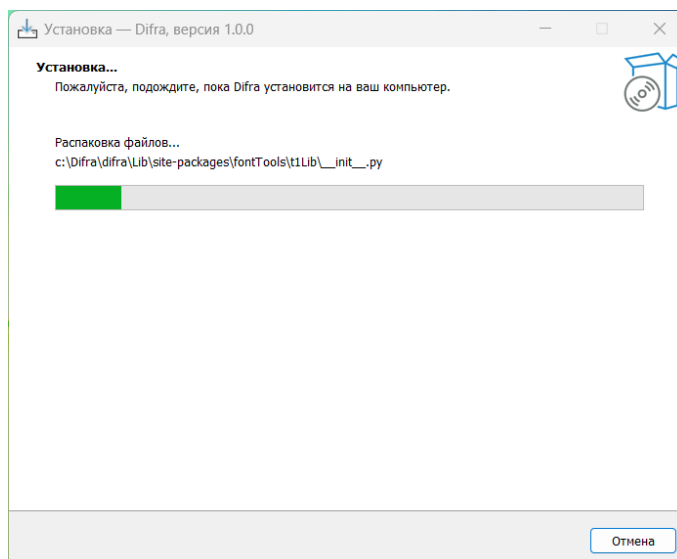 Установка — Difra, версия 1.0.0
Установка...
Пожалуйста, подождите, пока Difra установится на ваш компьютер.
Распаковка файлов...
c:\Difra\difra\Lib\site-packages\fontTools\t1Lib\__init__.py
Отмена